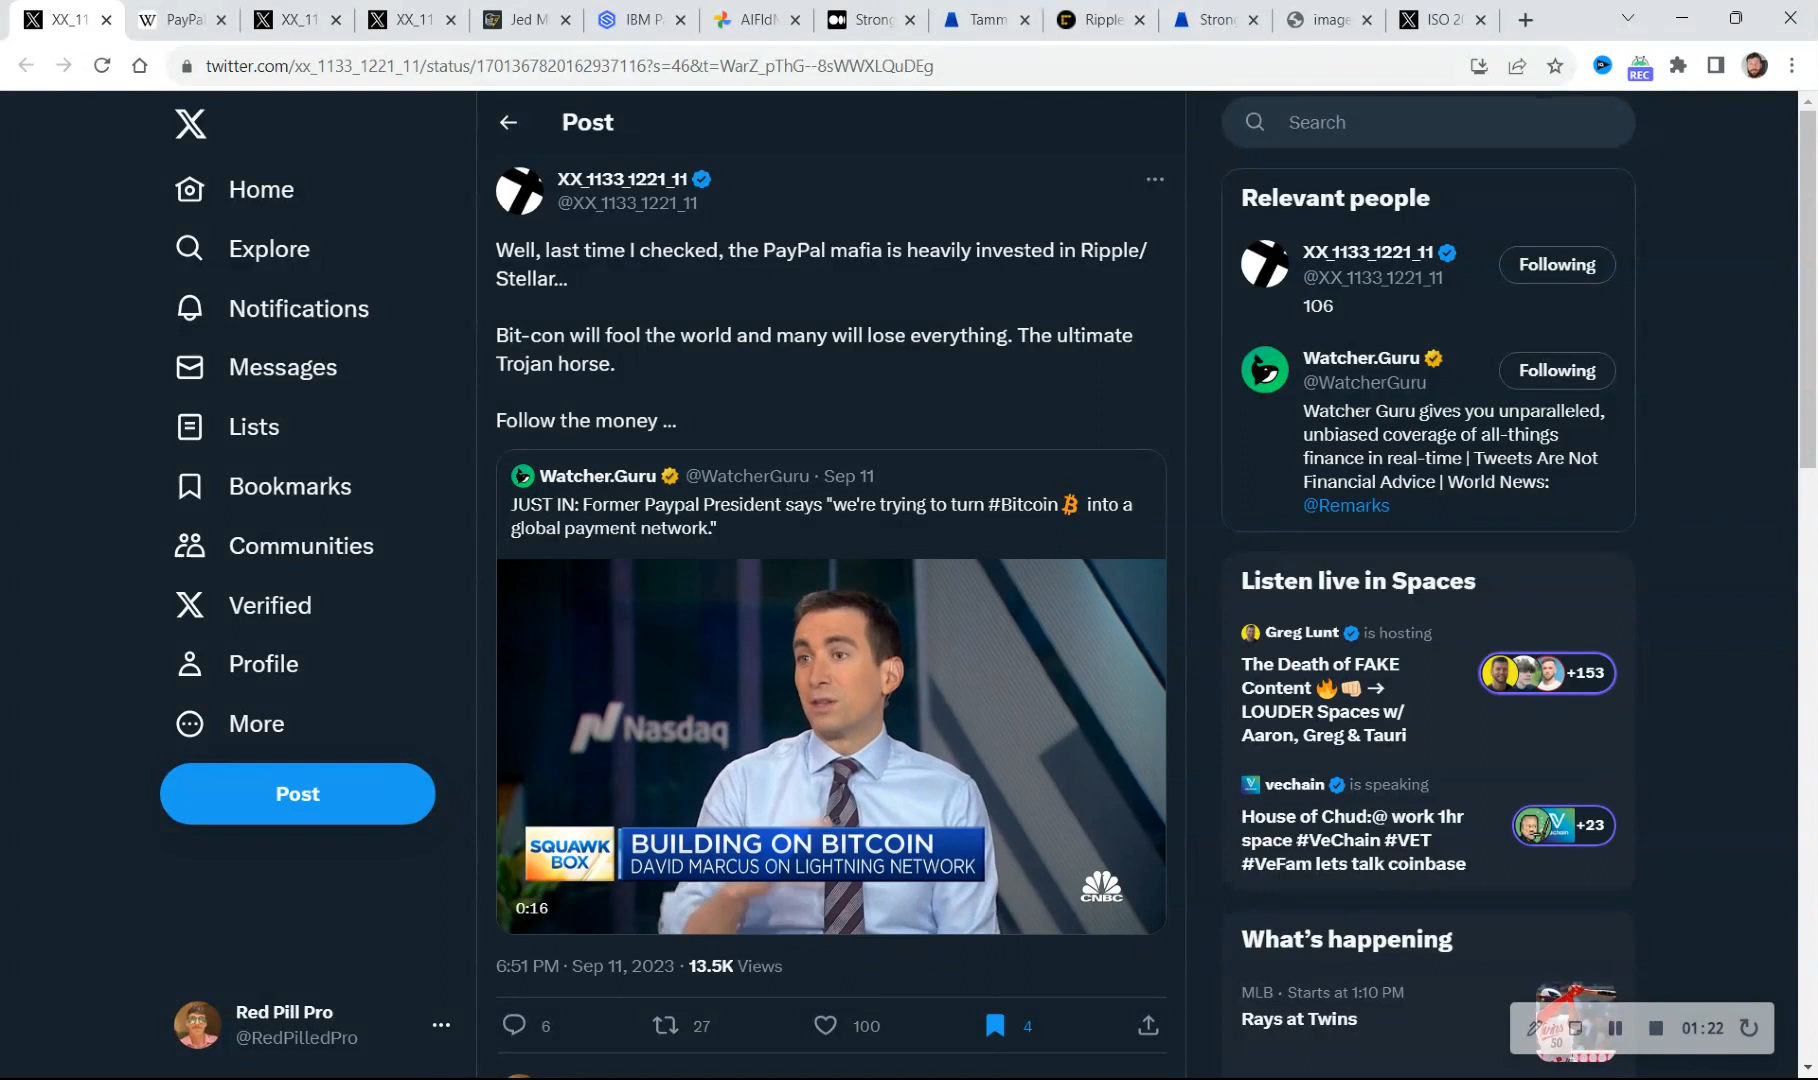 XX_11
PayPal
XX_11
XX_11
Jed M
IBM P
AIFldN
Strong
Tamm
Ripple
Strong
image
ISO 20
twitter.com/xx_1133_1221_11/status/1701367820162937116?s=46&t=WarZ_pThG--8sWWXLQuDEg
REC
Home
Explore
Notifications
Messages
Lists
Bookmarks
Communities
Verified
Profile
More
Post
Red Pill Pro
@RedPilledPro
Post
XX_1133_1221_11
@XX_1133_1221_11
Well, last time I checked, the PayPal mafia is heavily invested in Ripple/
Stellar...
Bit-con will fool the world and many will lose everything. The ultimate
Trojan horse.
Follow the money ...
Watcher.Guru @WatcherGuru · Sep 11
JUST IN: Former Paypal President says "we're trying to turn #Bitcoin into a
global payment network."
Nasdaq
SQUAWK
BOX
BUILDING ON BITCOIN
DAVID MARCUS ON LIGHTNING NETWORK
CNBC
0:16
6:51 PM · Sep 11, 2023 · 13.5K Views
6
27
100
4
Search
Relevant people
XX_1133_1221_11
@XX_1133_1221_11
Following
106
Watcher.Guru
@WatcherGuru
Following
Watcher Guru gives you unparalleled,
unbiased coverage of all-things
finance in real-time | Tweets Are Not
Financial Advice | World News:
@Remarks
Listen live in Spaces
Greg Lunt is hosting
The Death of FAKE
Content →
LOUDER Spaces w/
Aaron, Greg & Tauri
+153
vechain is speaking
House of Chud:@ work 1hr
space #VeChain #VET
#VeFam lets talk coinbase
+23
What's happening
MLB · Starts at 1:10 PM
Rays at Twins
01:22